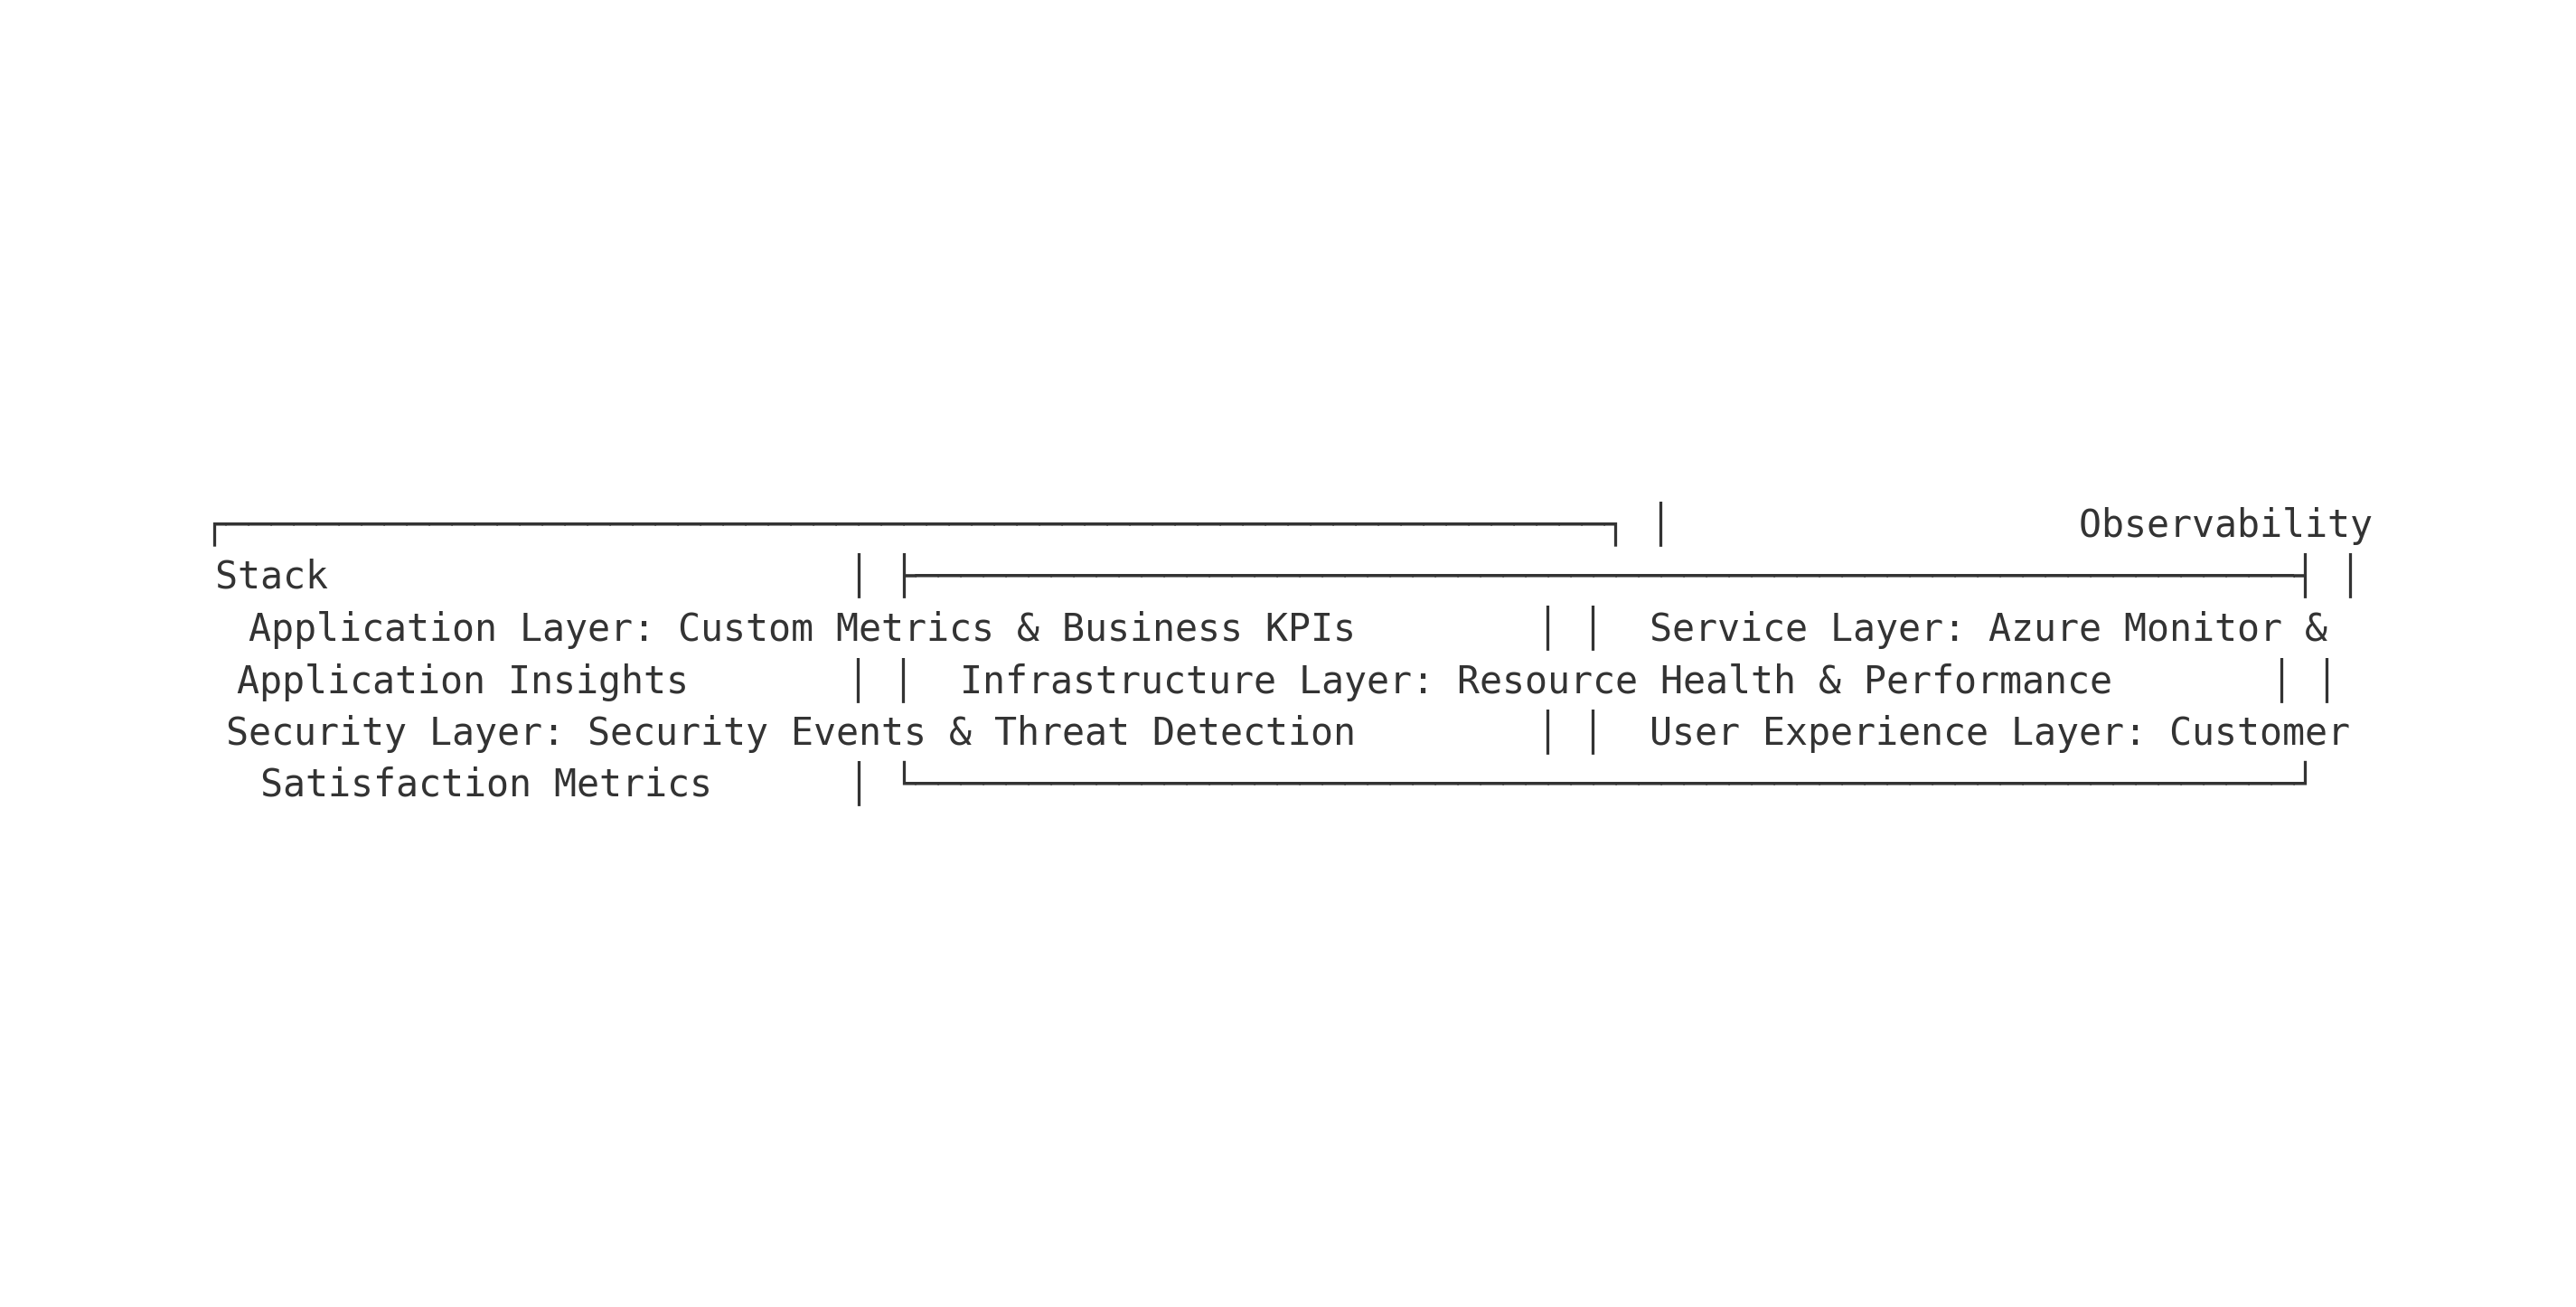 ┌─────────────────────────────────────────────────────────────┐ │                  Observability
Stack                       │ ├─────────────────────────────────────────────────────────────┤ │
Application Layer: Custom Metrics & Business KPIs        │ │  Service Layer: Azure Monitor &
Application Insights       │ │  Infrastructure Layer: Resource Health & Performance       │ │
Security Layer: Security Events & Threat Detection        │ │  User Experience Layer: Customer
Satisfaction Metrics      │ └─────────────────────────────────────────────────────────────┘